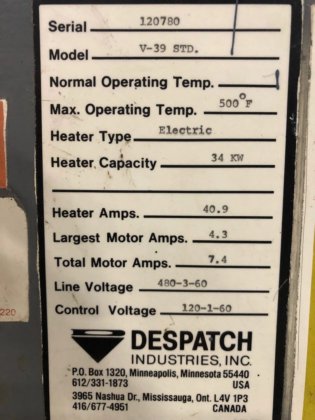 Serial 120780
Model V-39 STD.
Normal Operating Temp.
Max. Operating Temp. 500°F
Heater Type Electric
Heater Capacity 34 KW
Heater Amps. 40.9
Largest Motor Amps. 4.3
Total Motor Amps. 7.4
Line Voltage 480-3-60
Control Voltage 120-1-60
DESPATCH
INDUSTRIES, INC.
P.O. Box 1320, Minneapolis, Minnesota 55440
612/331-1873 USA
3965 Nashua Dr., Mississauga, Ont. L4V 1P3
416/677-4951 CANADA
220